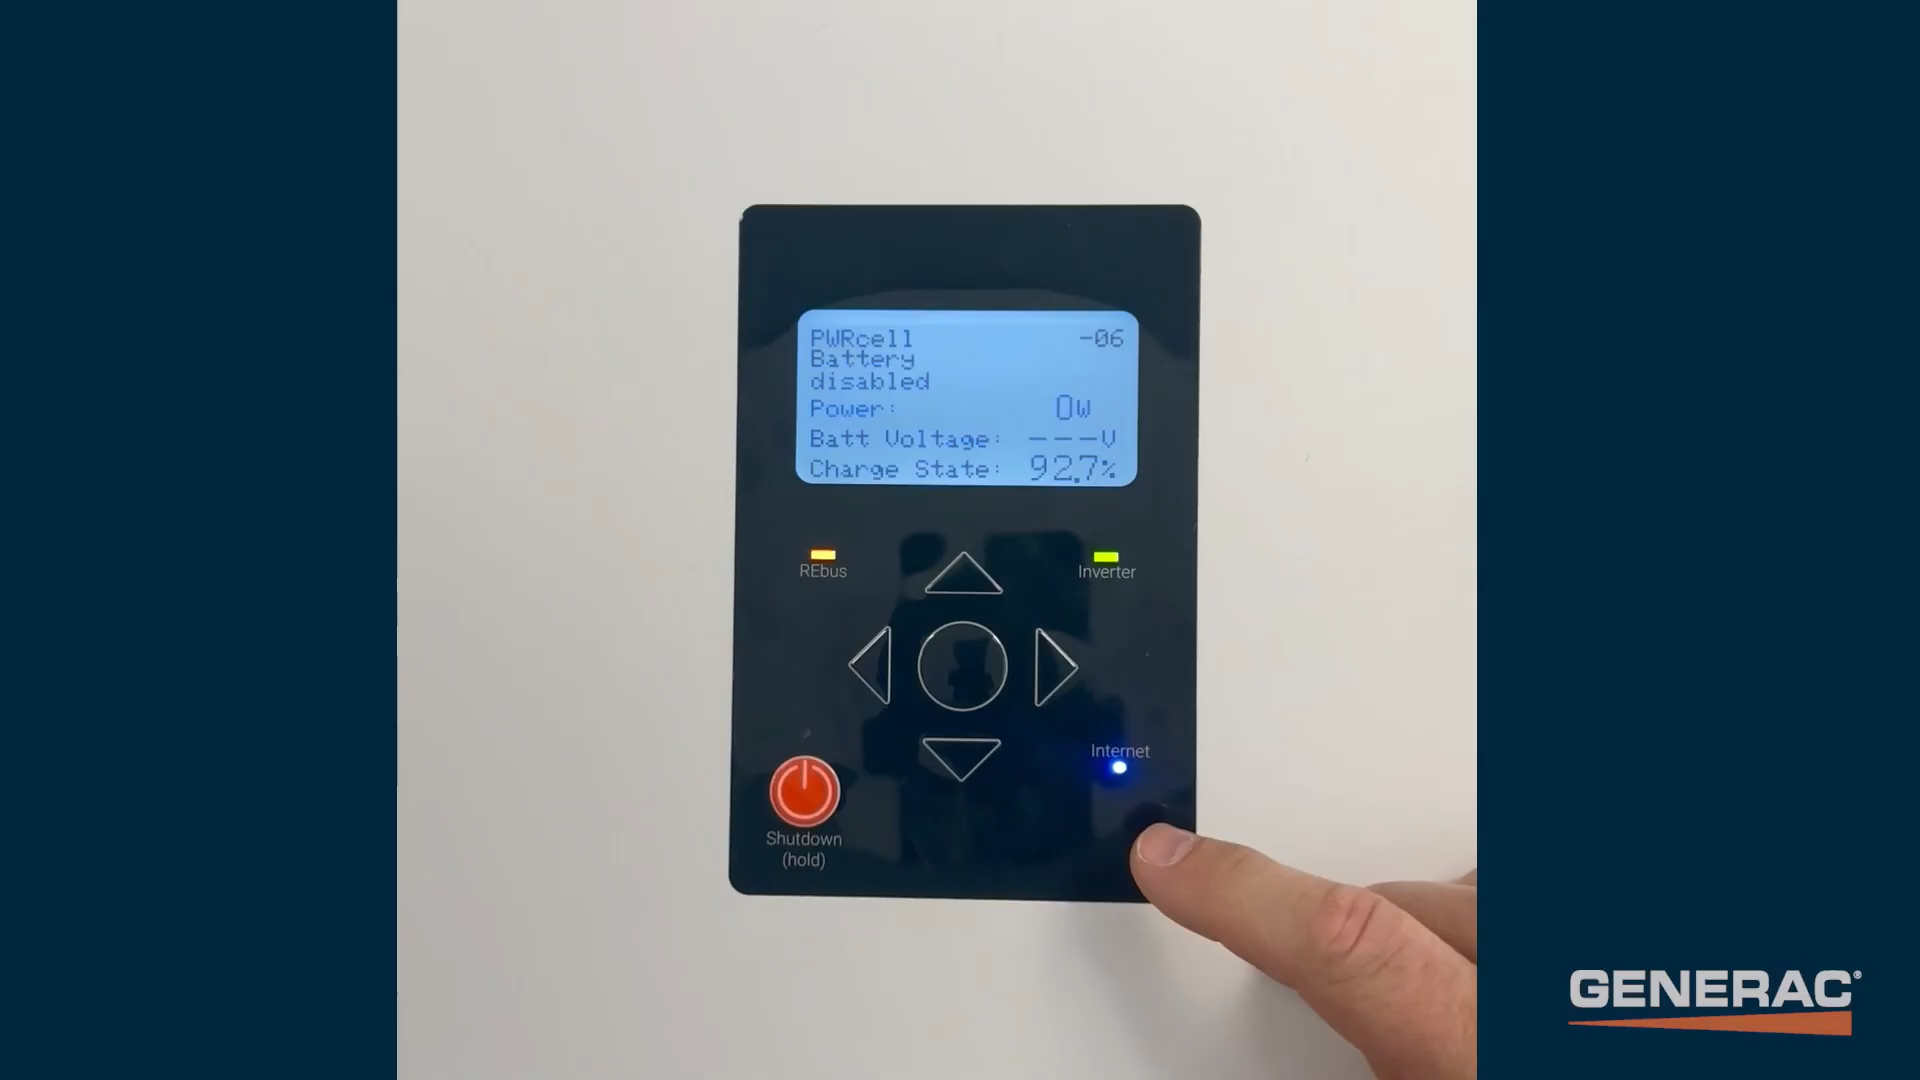 PWRcell -06
Battery
disabled
Power: 0W
Batt Voltage: ---V
Charge State: 92.7%
REbus
Inverter
Internet
Shutdown
(hold)
GENERAC®